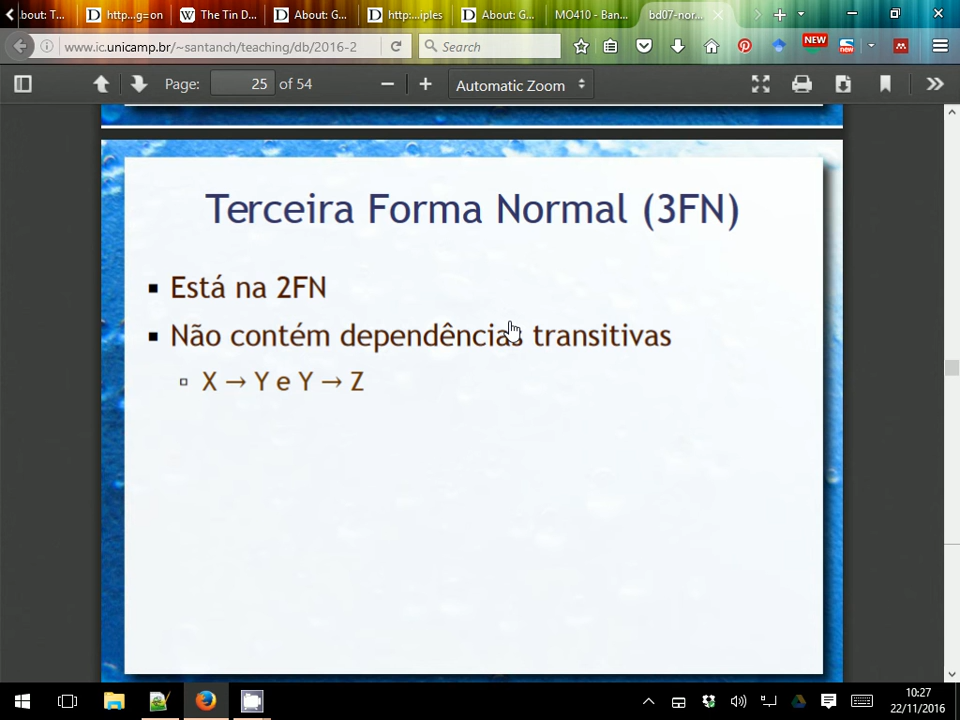 bout: T...
http...g=on
The Tin D...
About: G...
http:...iples
About: G...
MO410 - Ban...
bd07-nor...
www.ic.unicamp.br/~santanch/teaching/db/2016-2
Search
NEW
new
Page: 25 of 54
Automatic Zoom
Terceira Forma Normal (3FN)
Está na 2FN
Não contém dependências transitivas
X → Y e Y → Z
10:27
22/11/2016